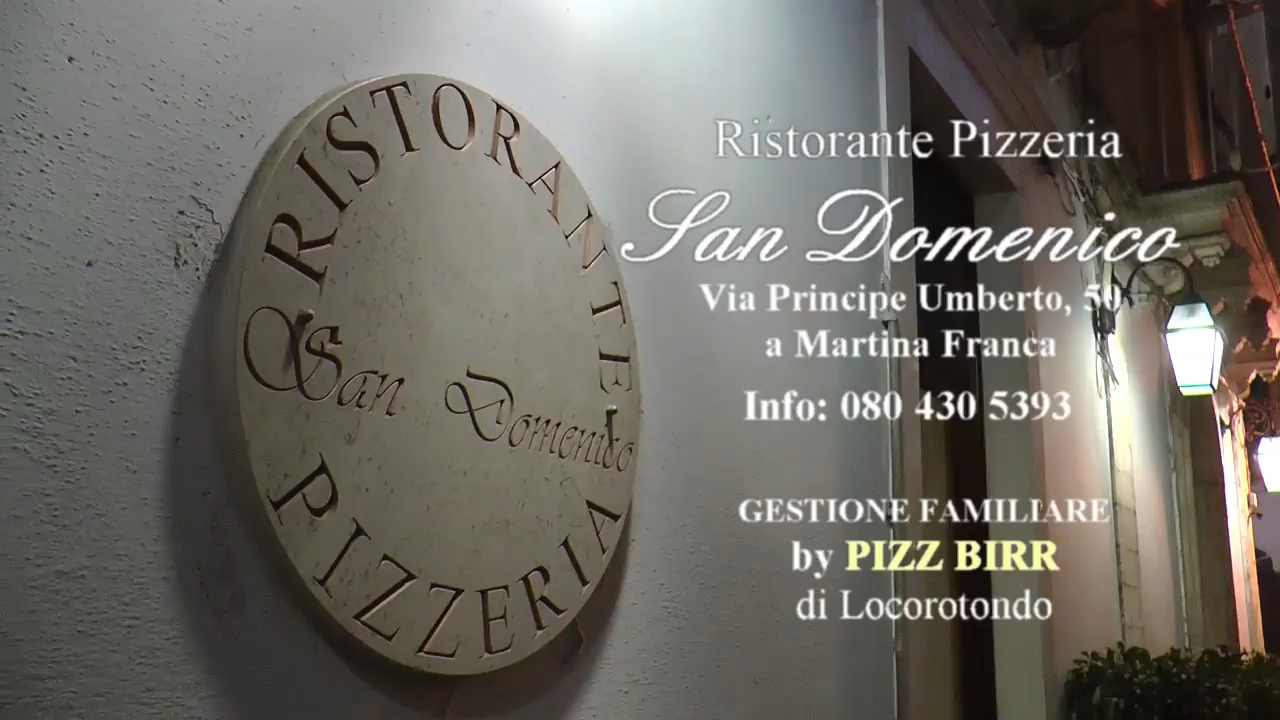 RISTORANTE
San Domenico
PIZZERIA
Ristorante Pizzeria
San Domenico
Via Principe Umberto, 50
a Martina Franca
Info: 080 430 5393
GESTIONE FAMILIARE
by PIZZ BIRR
di Locorotondo